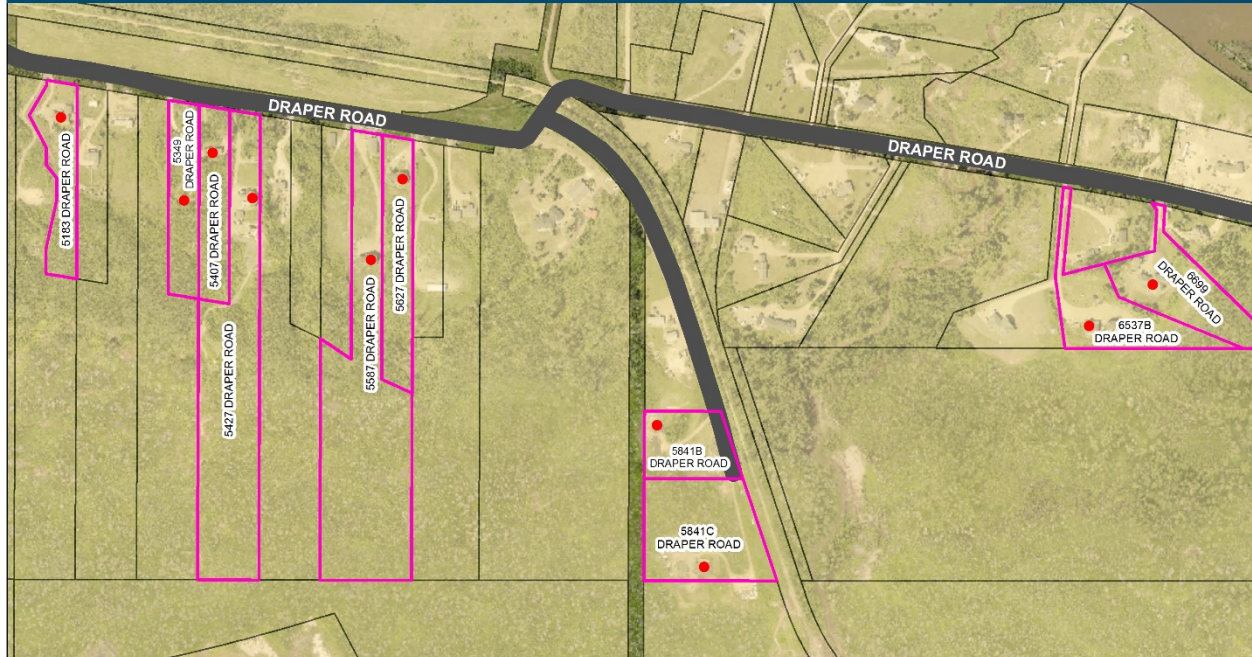 DRAPER ROAD
DRAPER ROAD
5183 DRAPER ROAD
5349
DRAPER ROAD
5407 DRAPER ROAD
5427 DRAPER ROAD
5587 DRAPER ROAD
5627 DRAPER ROAD
6699
DRAPER ROAD
6537B
DRAPER ROAD
5841B
DRAPER ROAD
5841C
DRAPER ROAD